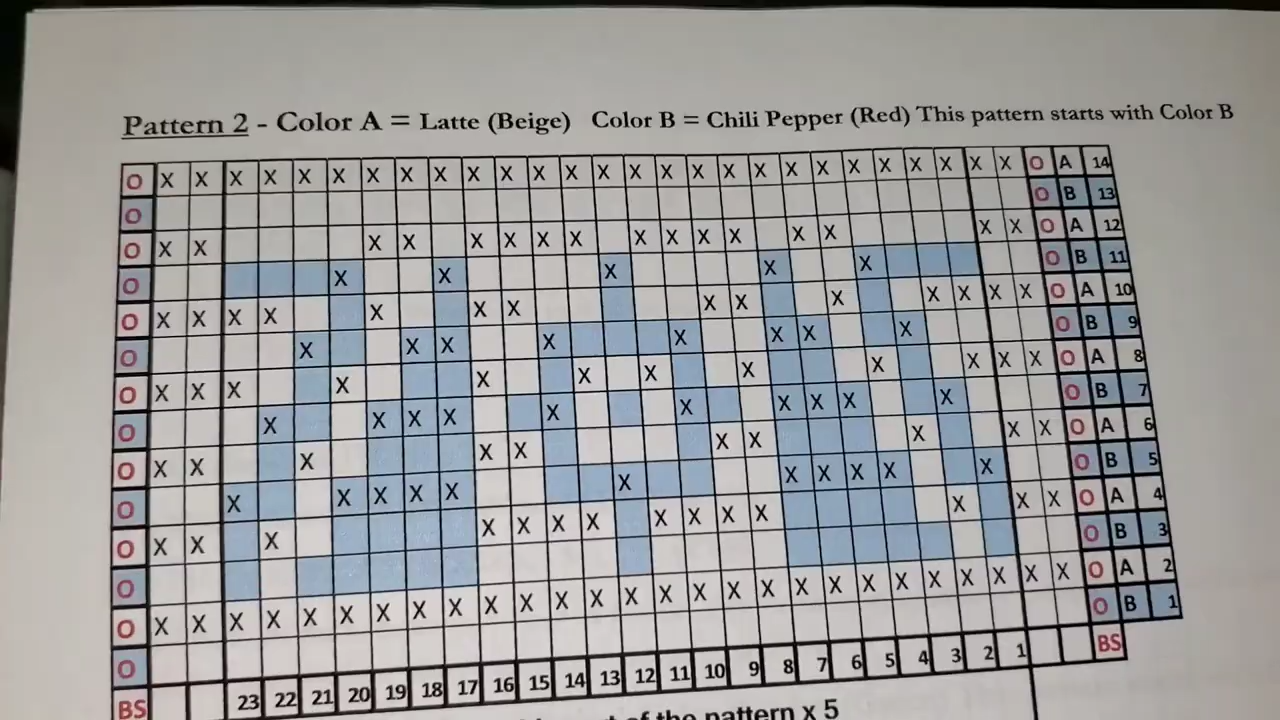 Pattern 2 - Color A = Latte (Beige) Color B = Chili Pepper (Red) This pattern starts with Color B
O X X X X X X X X X X X X X X X X X X X X X X X X X X X O A 14
O O B 13
O X X X X X X X X X X X X X X X X O A 12
O X X X X X O B 11
O X X X X X X X X X X X X X X O A 10
O X X X X X X X X O B 9
O X X X X X X X X X X X X O A 8
O X X X X X X X X X X O B 7
O X X X X X X X X X X O A 6
O X X X X X X X X X X X O B 5
O X X X X X X X X X X X X X X O A 4
O O B 3
O X X X X X X X X X X X X X X X X X X X X X X X X X X X O A 2
O O B 1
BS 23 22 21 20 19 18 17 16 15 14 13 12 11 10 9 8 7 6 5 4 3 2 1 BS
of the pattern x 5